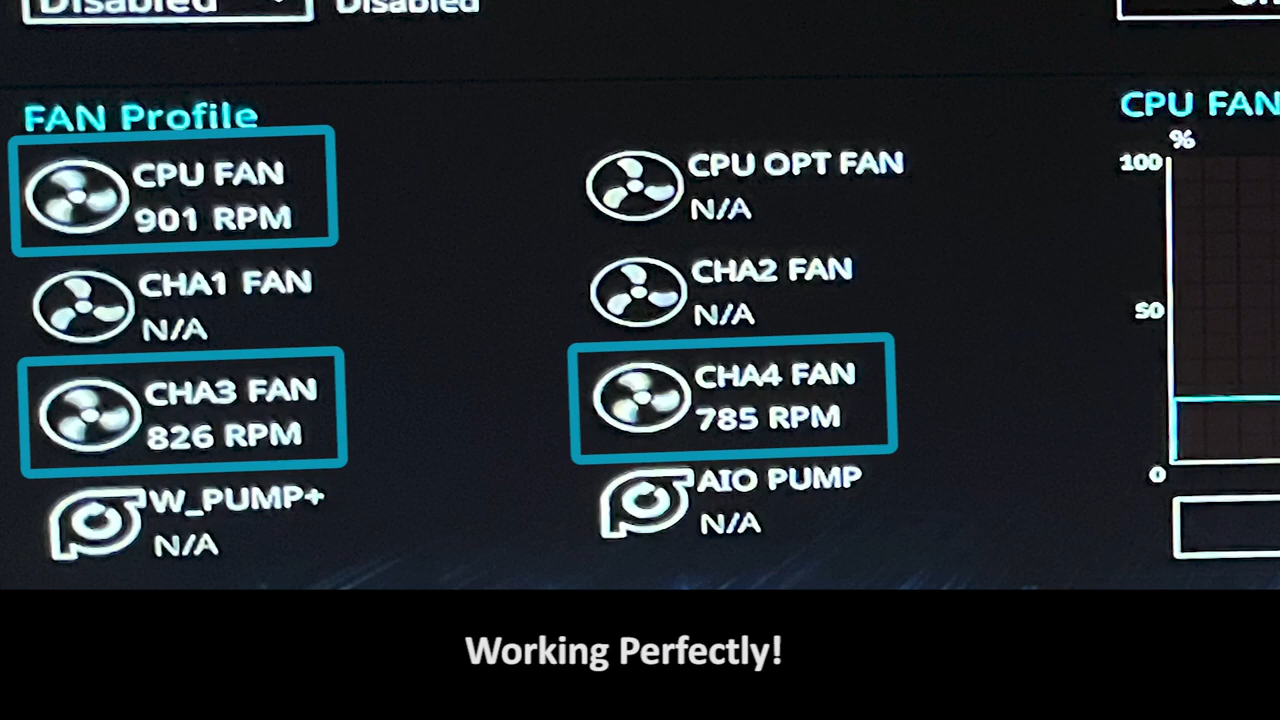 Disabled Disabled
FAN Profile
CPU FAN
901 RPM
CPU OPT FAN
N/A
CHA1 FAN
N/A
CHA2 FAN
N/A
CHA3 FAN
826 RPM
CHA4 FAN
785 RPM
W_PUMP+
N/A
AIO PUMP
N/A
CPU FAN
%
100
50
0
Working Perfectly!